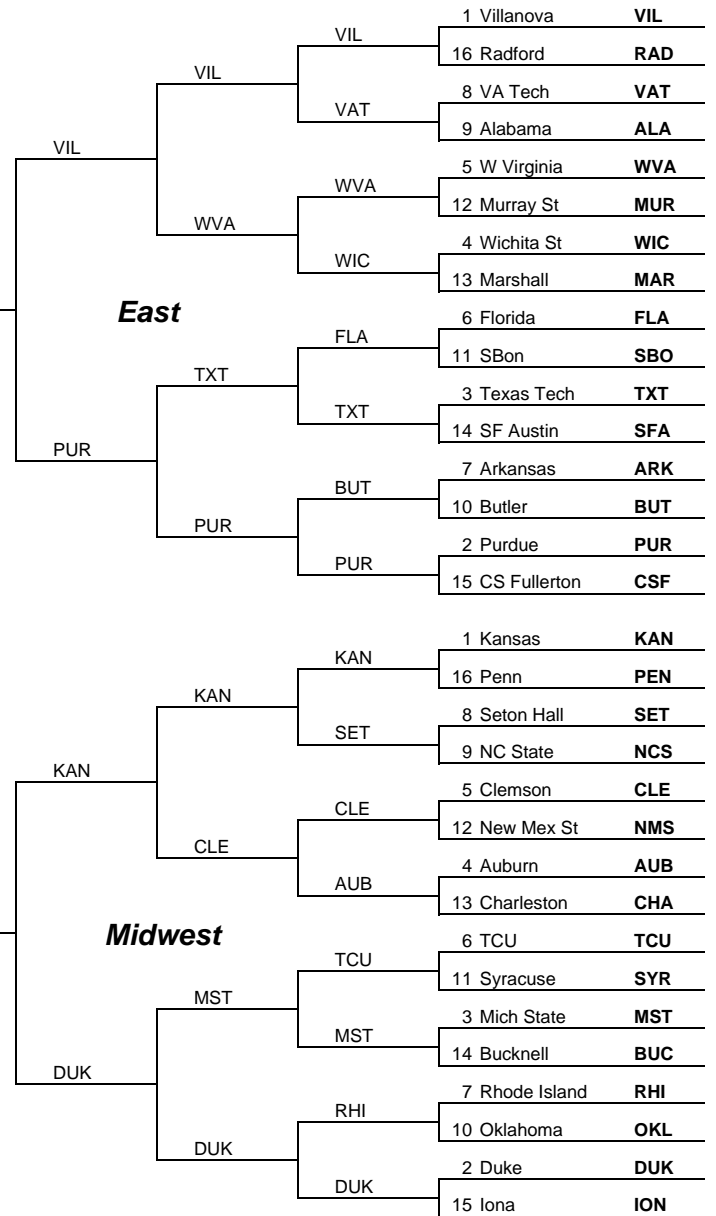 1 Villanova VIL
VIL
16 Radford RAD
VIL
8 VA Tech VAT
VAT
9 Alabama ALA
VIL
5 W Virginia WVA
WVA
12 Murray St MUR
WVA
4 Wichita St WIC
WIC
13 Marshall MAR
East
6 Florida FLA
FLA
11 SBon SBO
TXT
3 Texas Tech TXT
TXT
14 SF Austin SFA
PUR
7 Arkansas ARK
BUT
10 Butler BUT
PUR
2 Purdue PUR
PUR
15 CS Fullerton CSF
1 Kansas KAN
KAN
16 Penn PEN
KAN
8 Seton Hall SET
SET
9 NC State NCS
KAN
5 Clemson CLE
CLE
12 New Mex St NMS
CLE
4 Auburn AUB
AUB
13 Charleston CHA
Midwest
6 TCU TCU
TCU
11 Syracuse SYR
MST
3 Mich State MST
MST
14 Bucknell BUC
DUK
7 Rhode Island RHI
RHI
10 Oklahoma OKL
DUK
2 Duke DUK
DUK
15 Iona ION